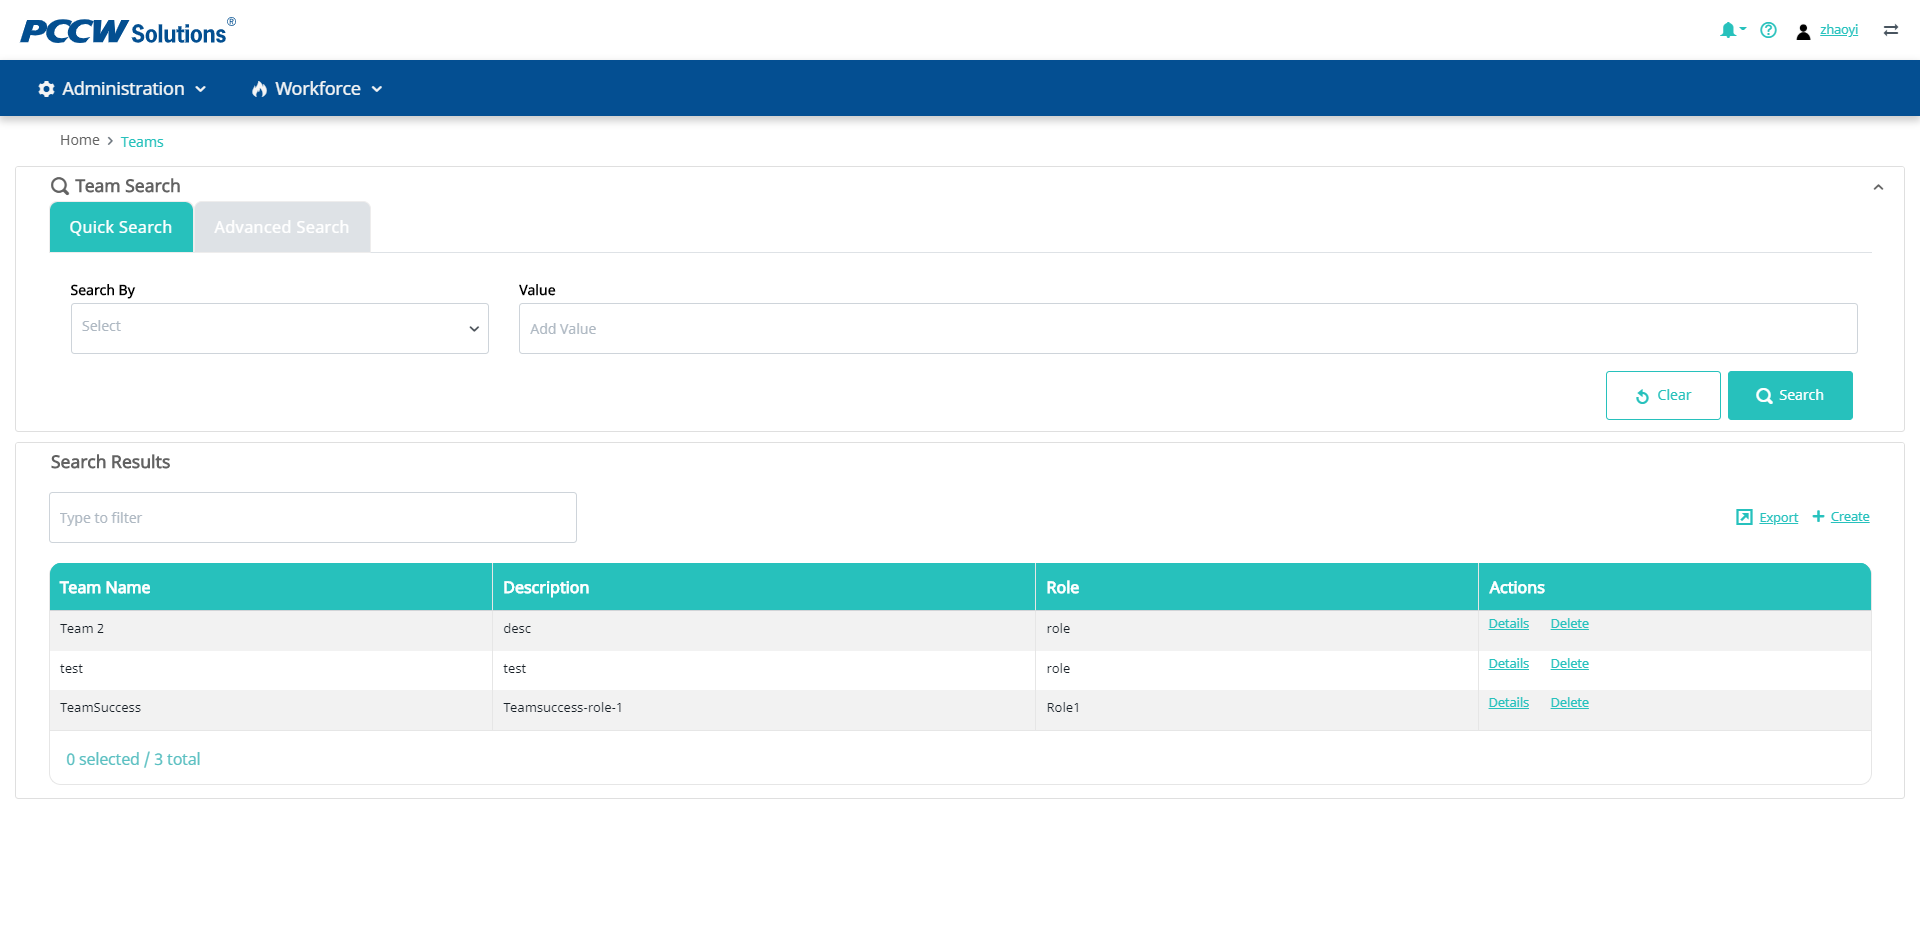 PCCW Solutions®
zhaoyi
Administration Workforce
Home > Teams
Team Search
Quick Search Advanced Search
Search By Value
Select Add Value
Clear Search
Search Results
Type to filter Export + Create
Team Name Description Role Actions
Team 2 desc role Details Delete
test test role Details Delete
TeamSuccess Teamsuccess-role-1 Role1 Details Delete
0 selected / 3 total